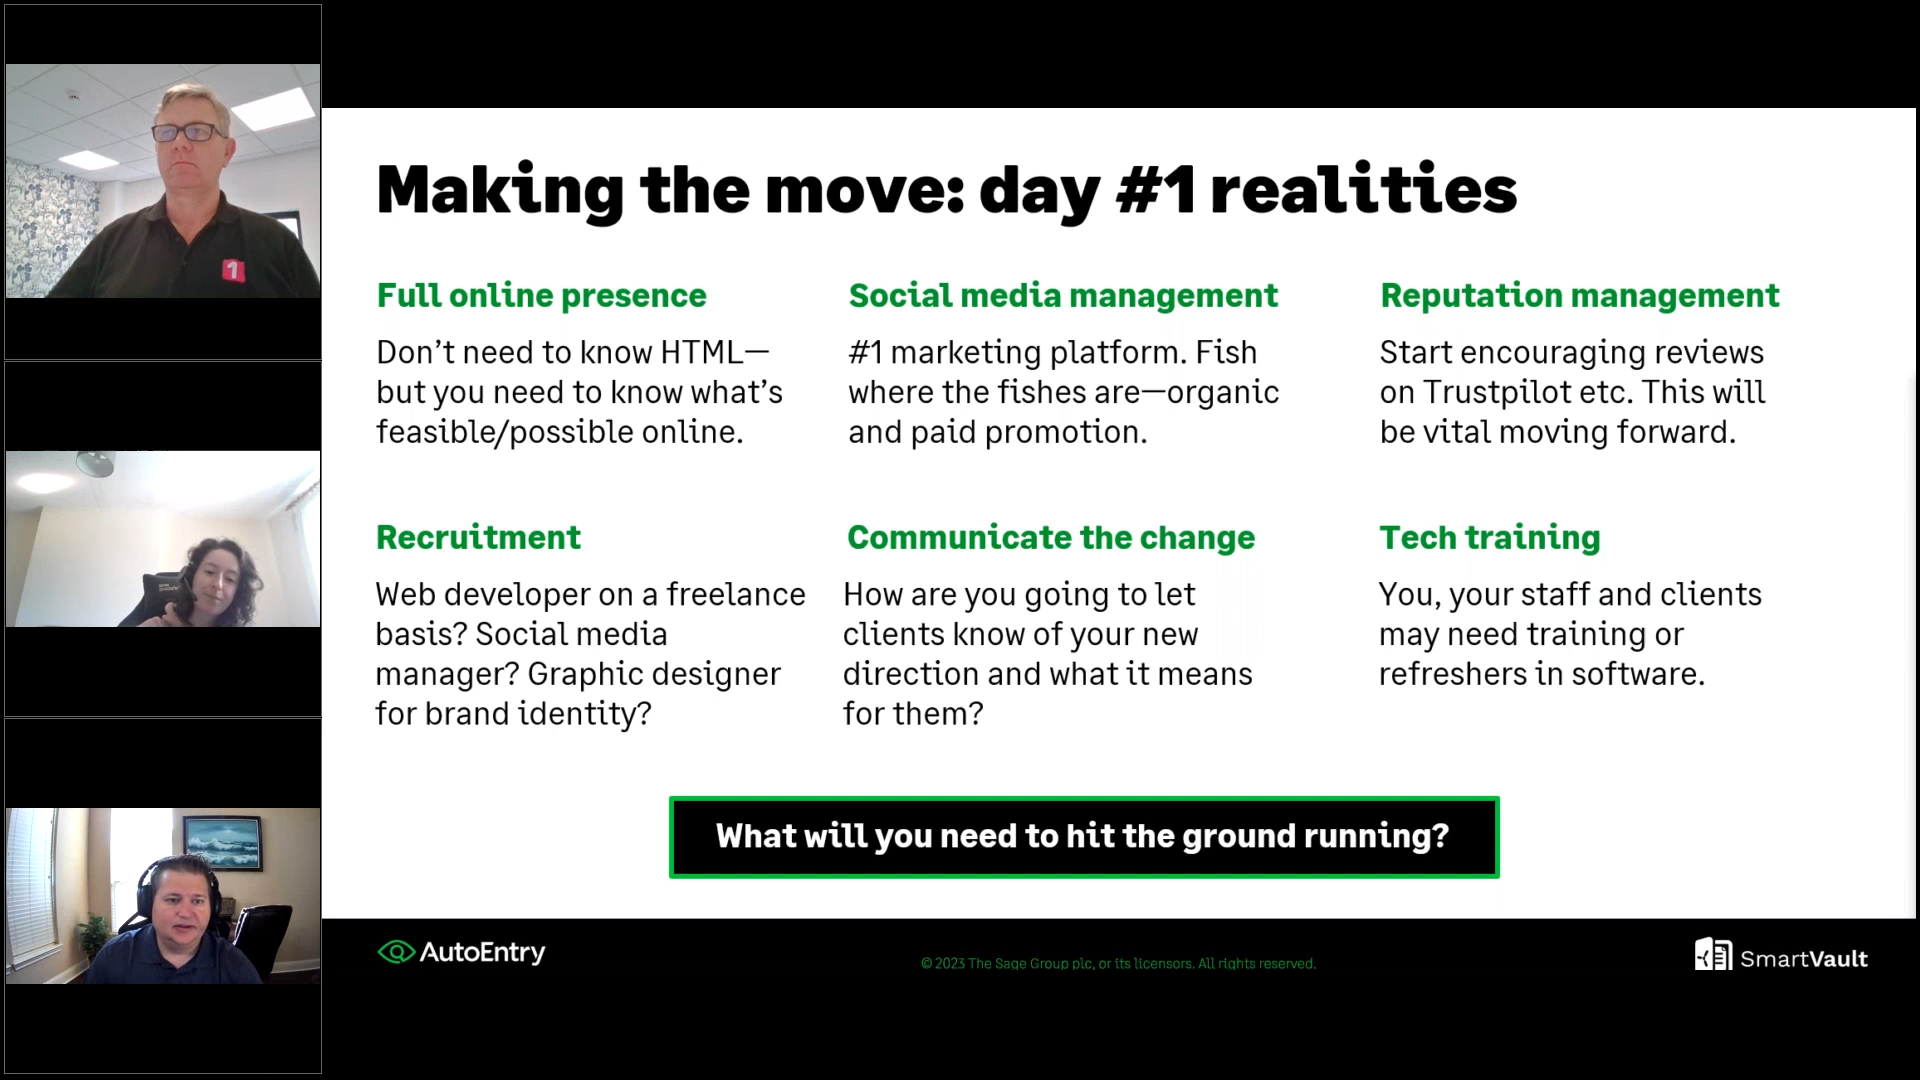 1
Making the move: day #1 realities
Full online presence
Don’t need to know HTML—
but you need to know what’s
feasible/possible online.
Social media management
#1 marketing platform. Fish
where the fishes are—organic
and paid promotion.
Reputation management
Start encouraging reviews
on Trustpilot etc. This will
be vital moving forward.
Recruitment
Web developer on a freelance
basis? Social media
manager? Graphic designer
for brand identity?
Communicate the change
How are you going to let
clients know of your new
direction and what it means
for them?
Tech training
You, your staff and clients
may need training or
refreshers in software.
What will you need to hit the ground running?
AutoEntry
© 2023 The Sage Group plc, or its licensors. All rights reserved.
SmartVault